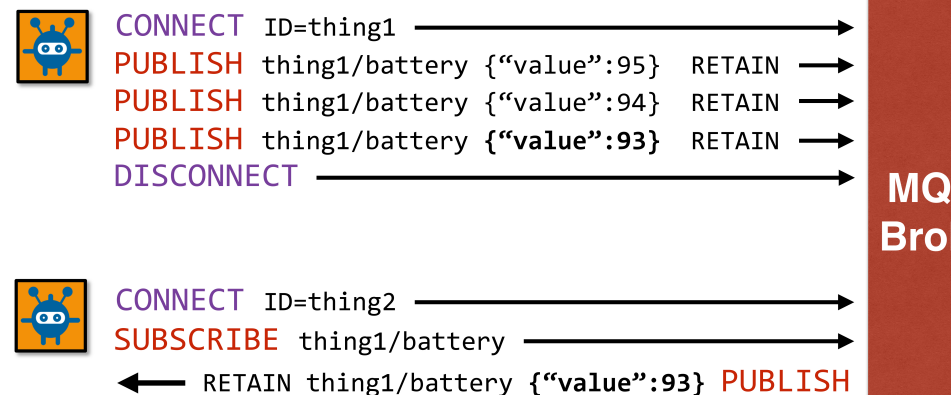 CONNECT ID=thing1
PUBLISH thing1/battery {“value”:95} RETAIN
PUBLISH thing1/battery {“value”:94} RETAIN
PUBLISH thing1/battery {“value”:93} RETAIN
DISCONNECT
MQ
Bro
CONNECT ID=thing2
SUBSCRIBE thing1/battery
RETAIN thing1/battery {“value”:93} PUBLISH